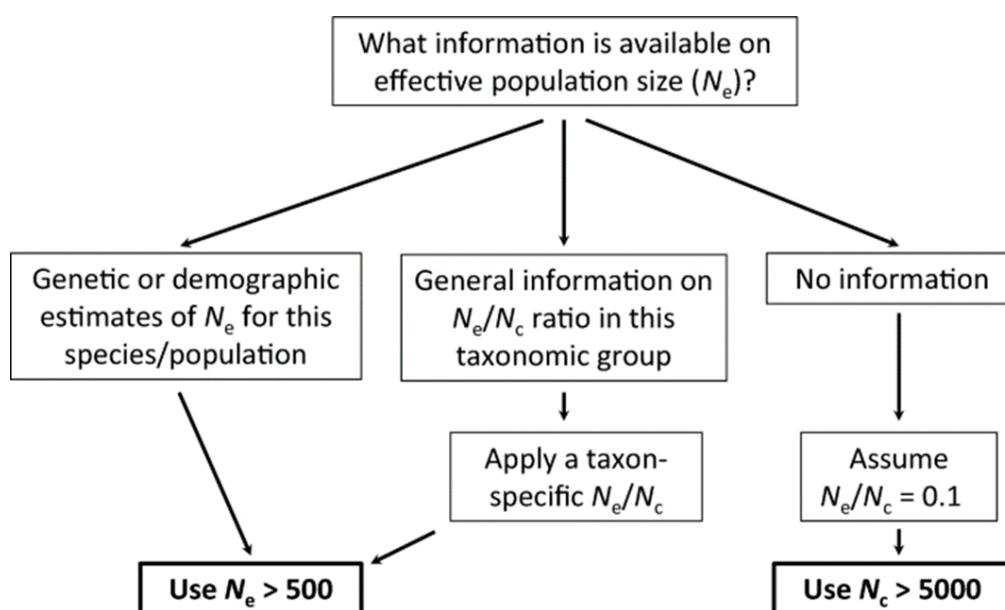 What information is available on
effective population size (Ne)?
Genetic or demographic
estimates of Ne for this
species/population
General information on
Ne/Nc ratio in this
taxonomic group
No information
Apply a taxon-
specific Ne/Nc
Assume
Ne/Nc = 0.1
Use Ne > 500
Use Nc > 5000